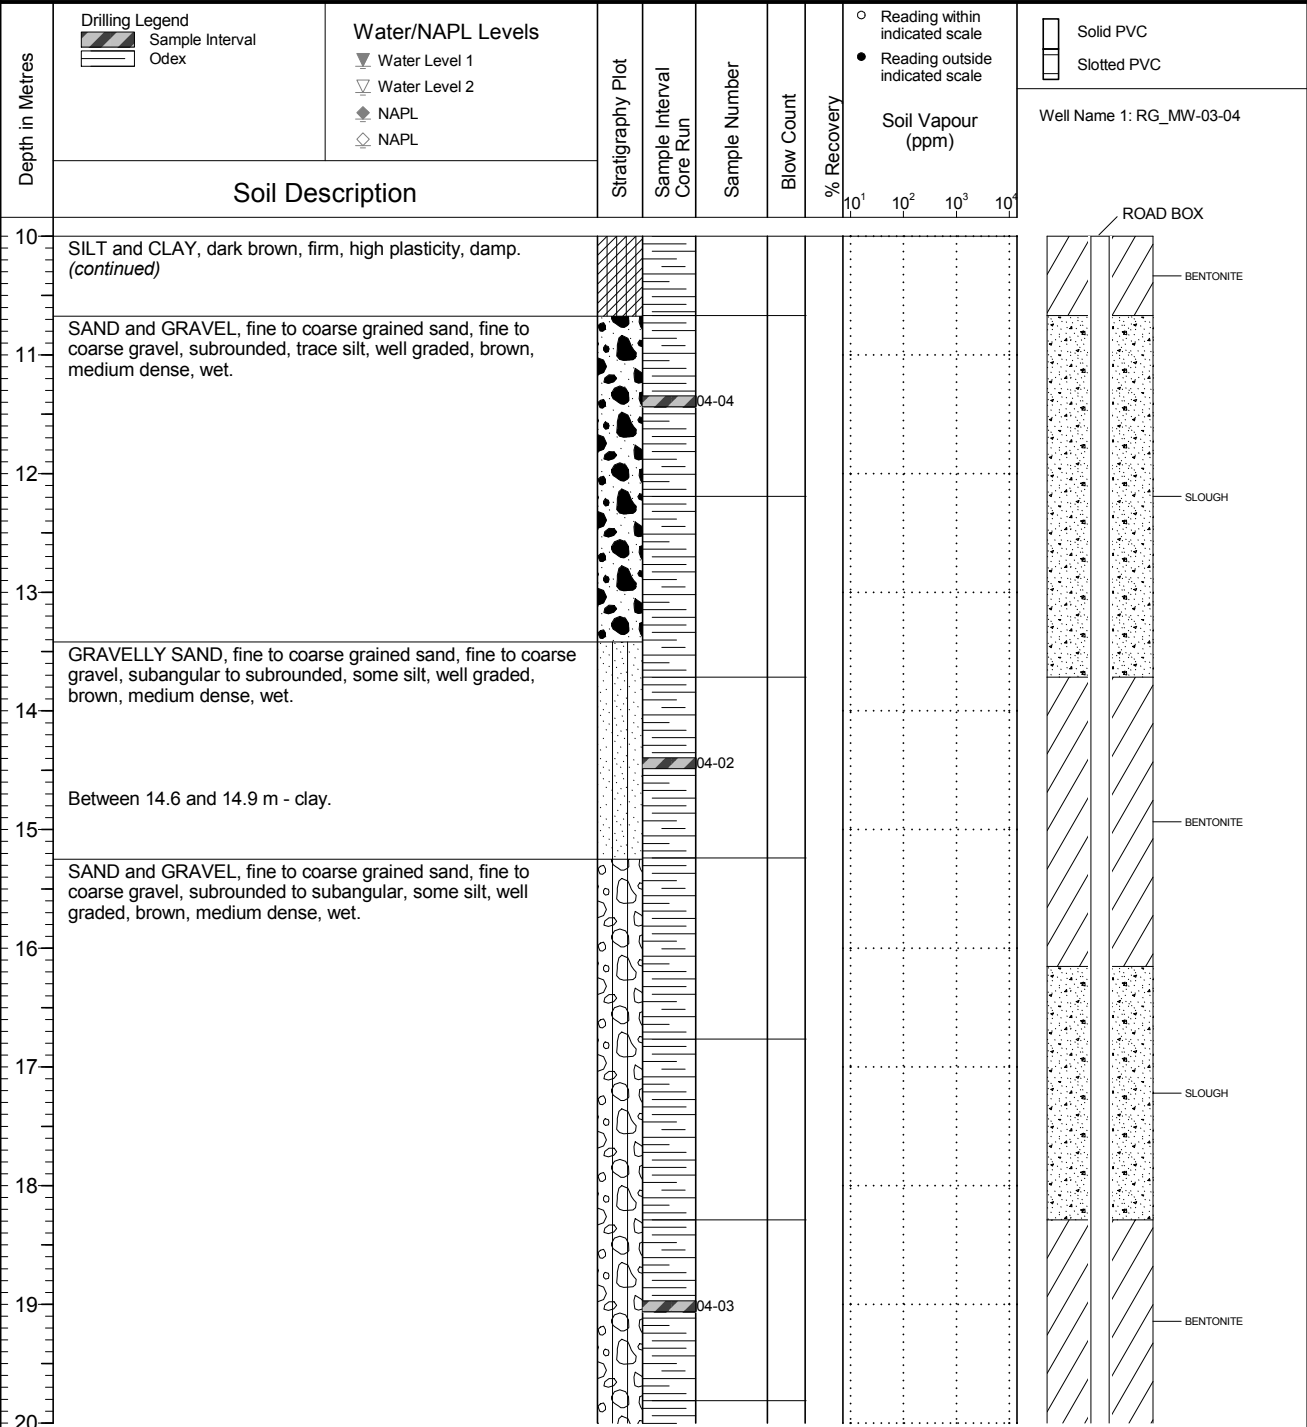 Depth in Metres
Drilling Legend
Sample Interval
Odex
Water/NAPL Levels
Water Level 1
Water Level 2
NAPL
NAPL
Soil Description
Stratigraphy Plot
Sample Interval
Core Run
Sample Number
Blow Count
% Recovery
Reading within
indicated scale
Reading outside
indicated scale
Soil Vapour
(ppm)
10¹ 10² 10³ 10⁴
Solid PVC
Slotted PVC
Well Name 1: RG_MW-03-04
ROAD BOX
10
SILT and CLAY, dark brown, firm, high plasticity, damp.
(continued)
BENTONITE
SAND and GRAVEL, fine to coarse grained sand, fine to
coarse gravel, subrounded, trace silt, well graded, brown,
medium dense, wet.
11
04-04
12
SLOUGH
13
GRAVELLY SAND, fine to coarse grained sand, fine to coarse
gravel, subangular to subrounded, some silt, well graded,
brown, medium dense, wet.
14
04-02
Between 14.6 and 14.9 m - clay.
BENTONITE
15
SAND and GRAVEL, fine to coarse grained sand, fine to
coarse gravel, subrounded to subangular, some silt, well
graded, brown, medium dense, wet.
16
17
SLOUGH
18
19
04-03
BENTONITE
20